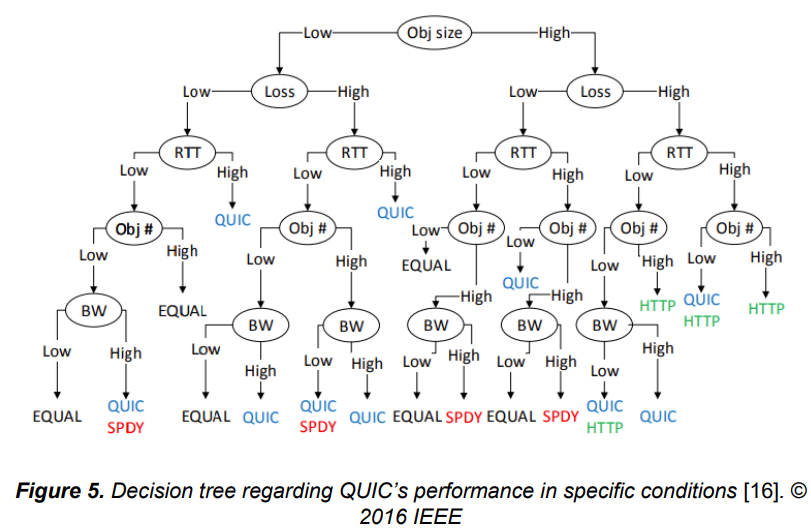 Obj size
Low
High
Loss
Loss
Low
High
Low
High
RTT
RTT
RTT
RTT
Low
High
Low
High
Low
High
Low
High
QUIC
QUIC
Obj #
Obj #
Obj #
Obj #
Obj #
Obj #
Low
High
Low
High
Low
High
Low
High
Low
High
Low
High
EQUAL
QUIC
HTTP
QUIC
HTTP
HTTP
BW
EQUAL
BW
BW
BW
BW
BW
Low
High
Low
High
Low
High
Low
High
Low
High
Low
High
EQUAL
QUIC
SPDY
EQUAL
QUIC
QUIC
SPDY
QUIC
EQUAL
SPDY
EQUAL
SPDY
QUIC
HTTP
QUIC
Figure 5. Decision tree regarding QUIC's performance in specific conditions [16]. ©
2016 IEEE